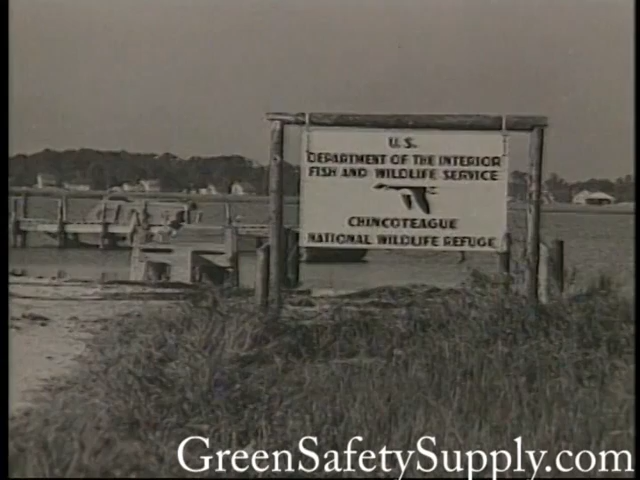 U.S.
DEPARTMENT OF THE INTERIOR
FISH AND WILDLIFE SERVICE
CHINCOTEAGUE
NATIONAL WILDLIFE REFUGE
GreenSafetySupply.com